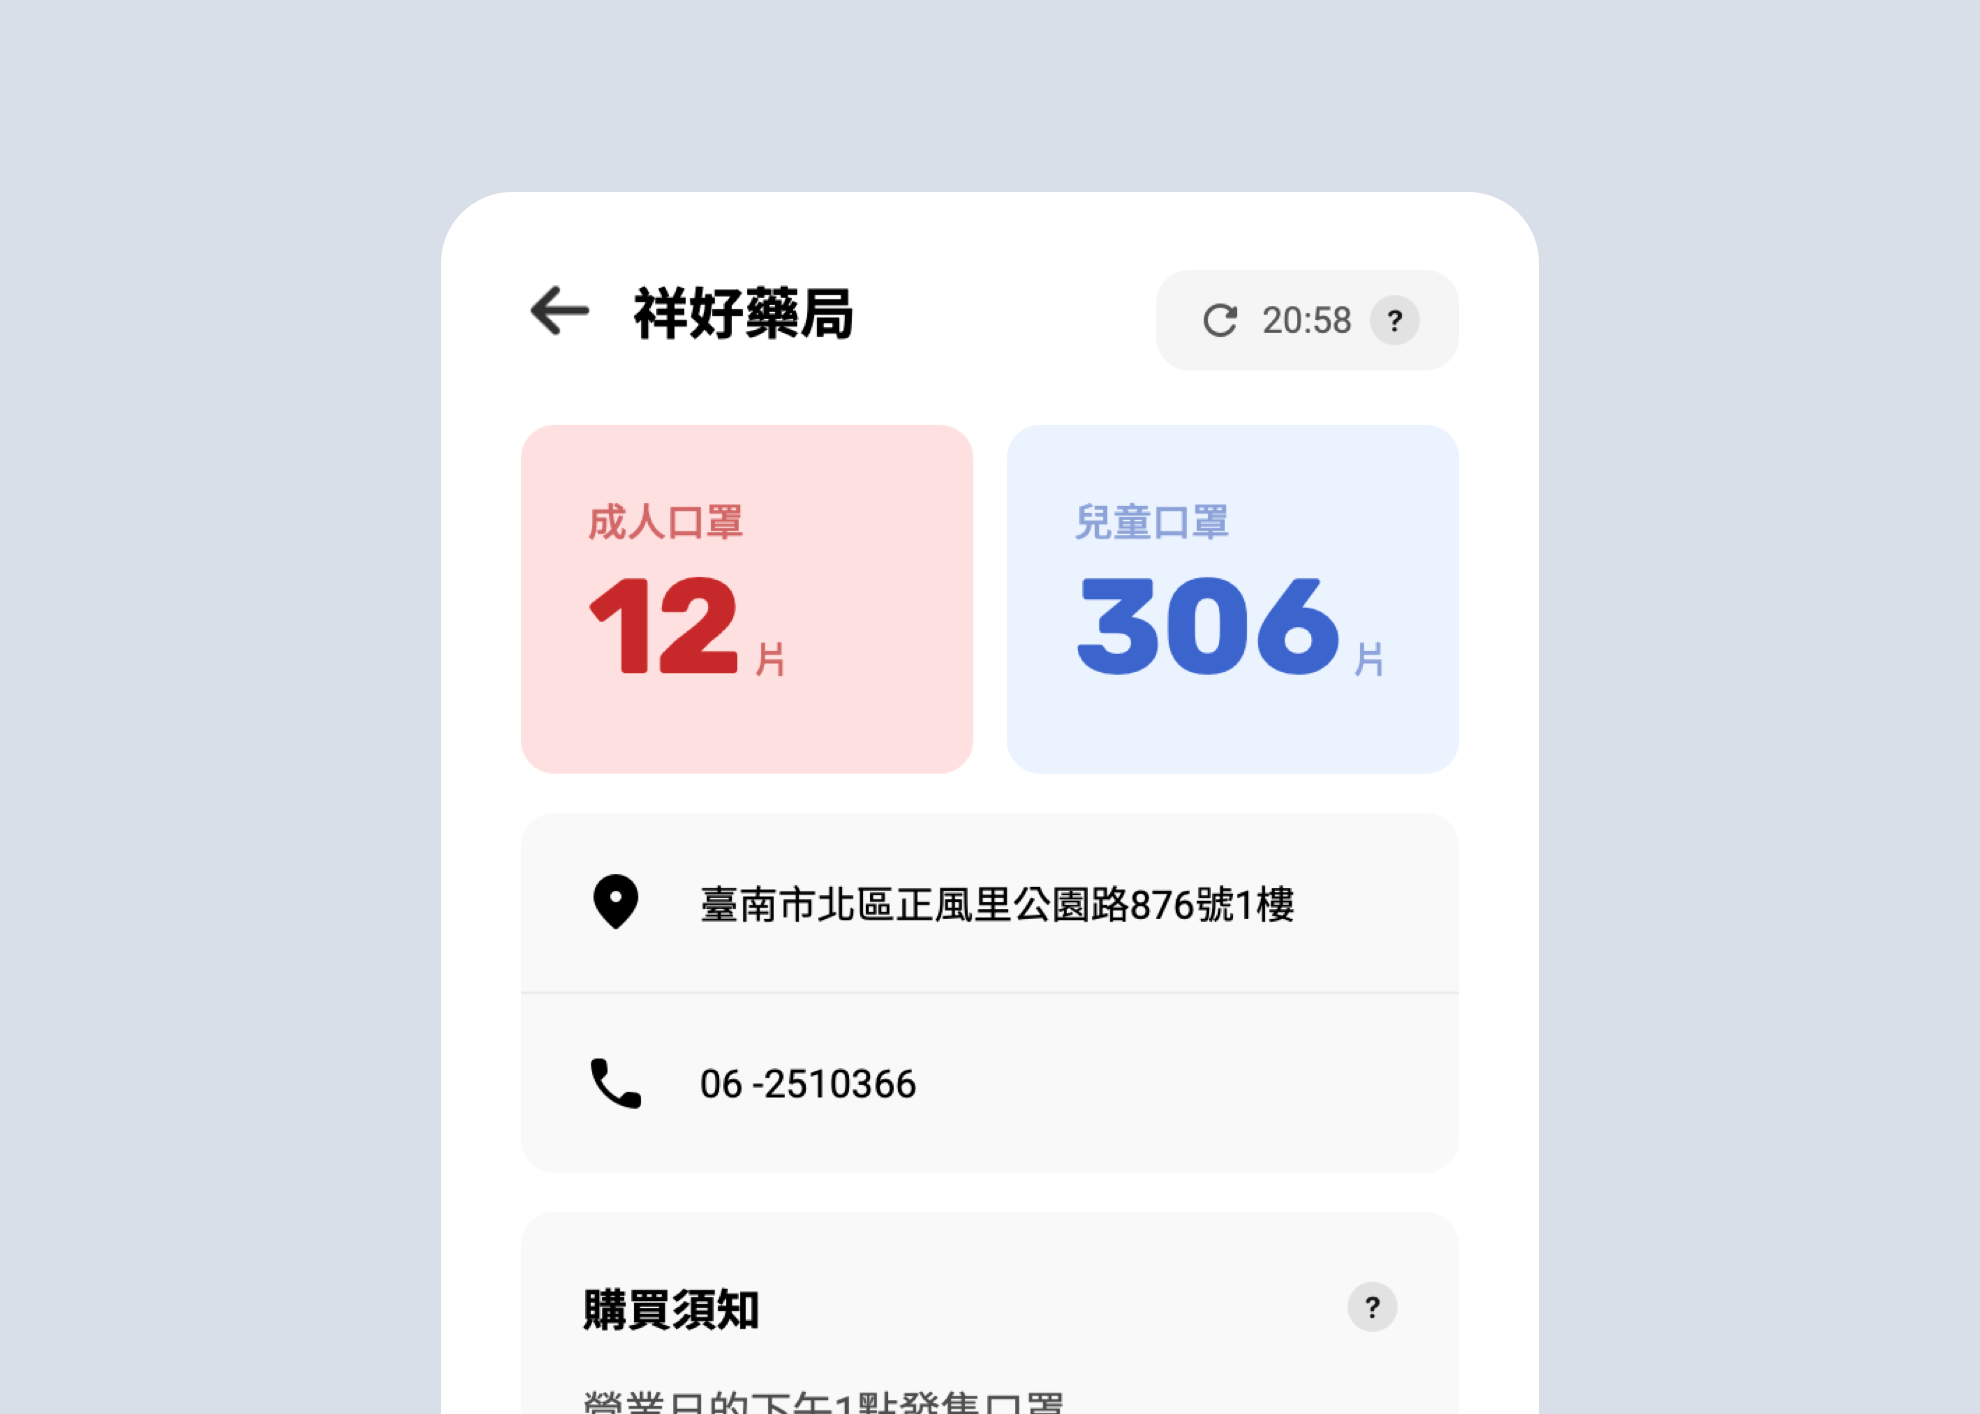 祥好藥局
20:58 ?
成人口罩
12 片
兒童口罩
306 片
臺南市北區正風里公園路876號1樓
06 -2510366
購買須知
?
營業日的下午1點發售口罩